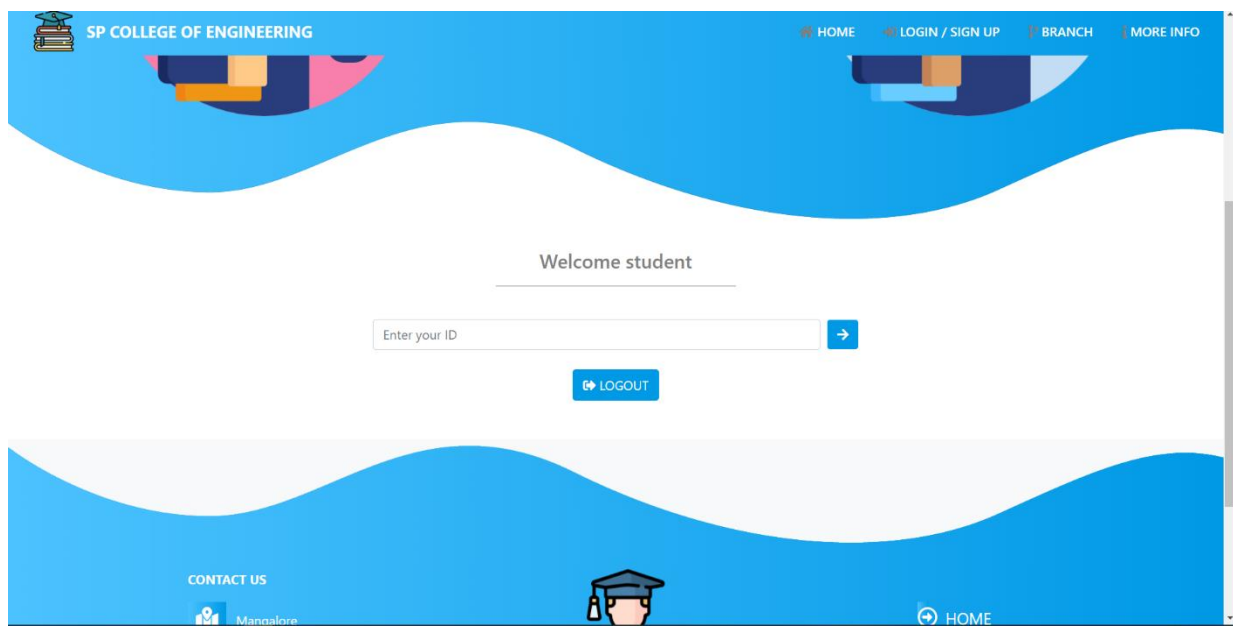 SP COLLEGE OF ENGINEERING
HOME LOGIN / SIGN UP BRANCH MORE INFO
Welcome student
Enter your ID
LOGOUT
CONTACT US
Mangalore
HOME